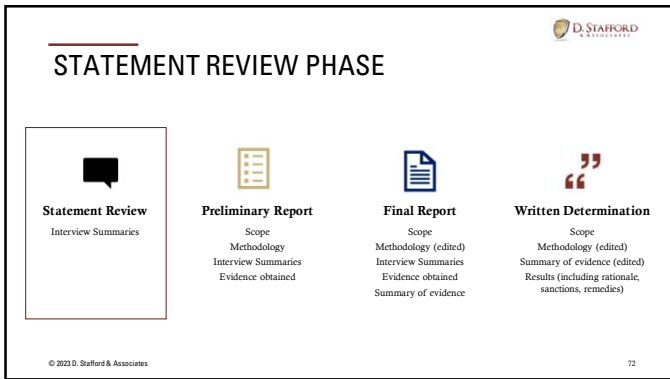 D. STAFFORD
& ASSOCIATES
STATEMENT REVIEW PHASE
Statement Review
Interview Summaries
Preliminary Report
Scope
Methodology
Interview Summaries
Evidence obtained
Final Report
Scope
Methodology (edited)
Interview Summaries
Evidence obtained
Summary of evidence
Written Determination
Scope
Methodology (edited)
Summary of evidence (edited)
Results (including rationale,
sanctions, remedies)
© 2023 D. Stafford & Associates
72